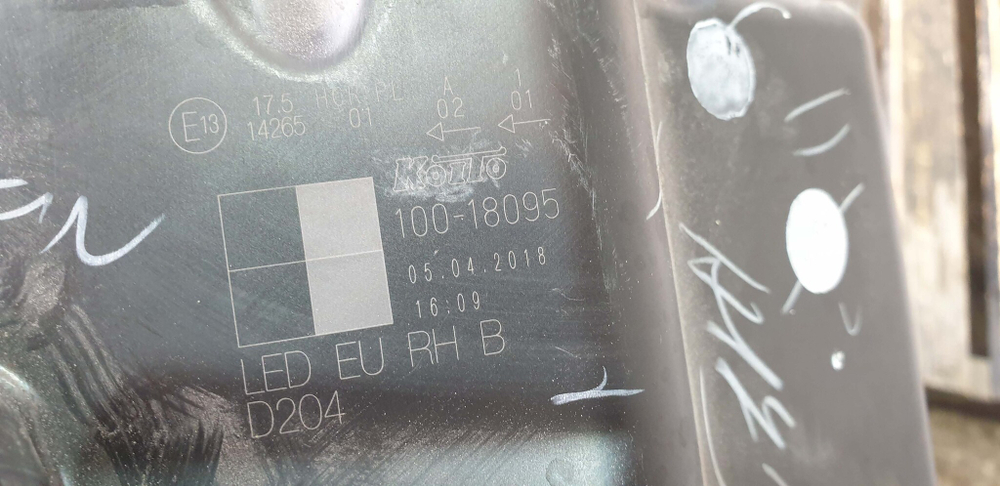 E13
17.5 HCR PL A 1
14265 01 02 01
KOITO
100-18095
05.04.2018
16:09
LED EU RH B
D204